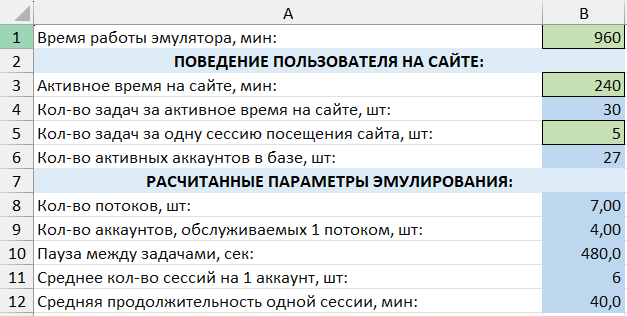 A B
1 Время работы эмулятора, мин: 960
2 ПОВЕДЕНИЕ ПОЛЬЗОВАТЕЛЯ НА САЙТЕ:
3 Активное время на сайте, мин: 240
4 Кол-во задач за активное время на сайте, шт: 30
5 Кол-во задач за одну сессию посещения сайта, шт: 5
6 Кол-во активных аккаунтов в базе, шт: 27
7 РАСЧИТАННЫЕ ПАРАМЕТРЫ ЭМУЛИРОВАНИЯ:
8 Кол-во потоков, шт: 7,00
9 Кол-во аккаунтов, обслуживаемых 1 потоком, шт: 4,00
10 Пауза между задачами, сек: 480,0
11 Среднее кол-во сессий на 1 аккаунт, шт: 6
12 Средняя продолжительность одной сессии, мин: 40,0